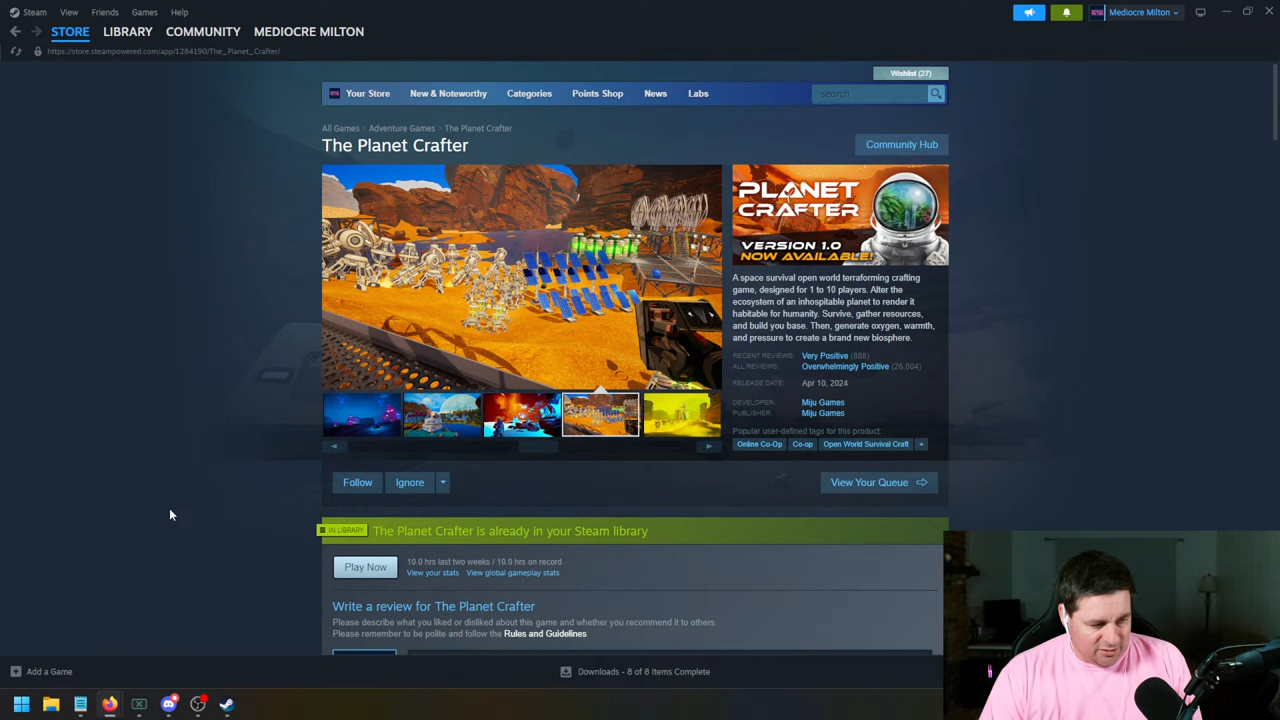 Steam View Friends Games Help
Mediocre Milton
STORE LIBRARY COMMUNITY MEDIOCRE MILTON
https://store.steampowered.com/app/1284190/The_Planet_Crafter/
Wishlist (27)
Your Store New & Noteworthy Categories Points Shop News Labs
search
All Games > Adventure Games > The Planet Crafter
The Planet Crafter
Community Hub
PLANET
CRAFTER
VERSION 1.0
NOW AVAILABLE!
A space survival open world terraforming crafting
game, designed for 1 to 10 players. Alter the
ecosystem of an inhospitable planet to render it
habitable for humanity. Survive, gather resources,
and build you base. Then, generate oxygen, warmth,
and pressure to create a brand new biosphere.
RECENT REVIEWS: Very Positive (888)
ALL REVIEWS: Overwhelmingly Positive (26,004)
RELEASE DATE: Apr 10, 2024
DEVELOPER: Miju Games
PUBLISHER: Miju Games
Popular user-defined tags for this product:
Online Co-Op Co-op Open World Survival Craft +
Follow Ignore
View Your Queue
IN LIBRARY The Planet Crafter is already in your Steam library
Play Now
10.0 hrs last two weeks / 10.0 hrs on record
View your stats View global gameplay stats
Write a review for The Planet Crafter
Please describe what you liked or disliked about this game and whether you recommend it to others.
Please remember to be polite and follow the Rules and Guidelines.
Add a Game
Downloads - 8 of 8 Items Complete